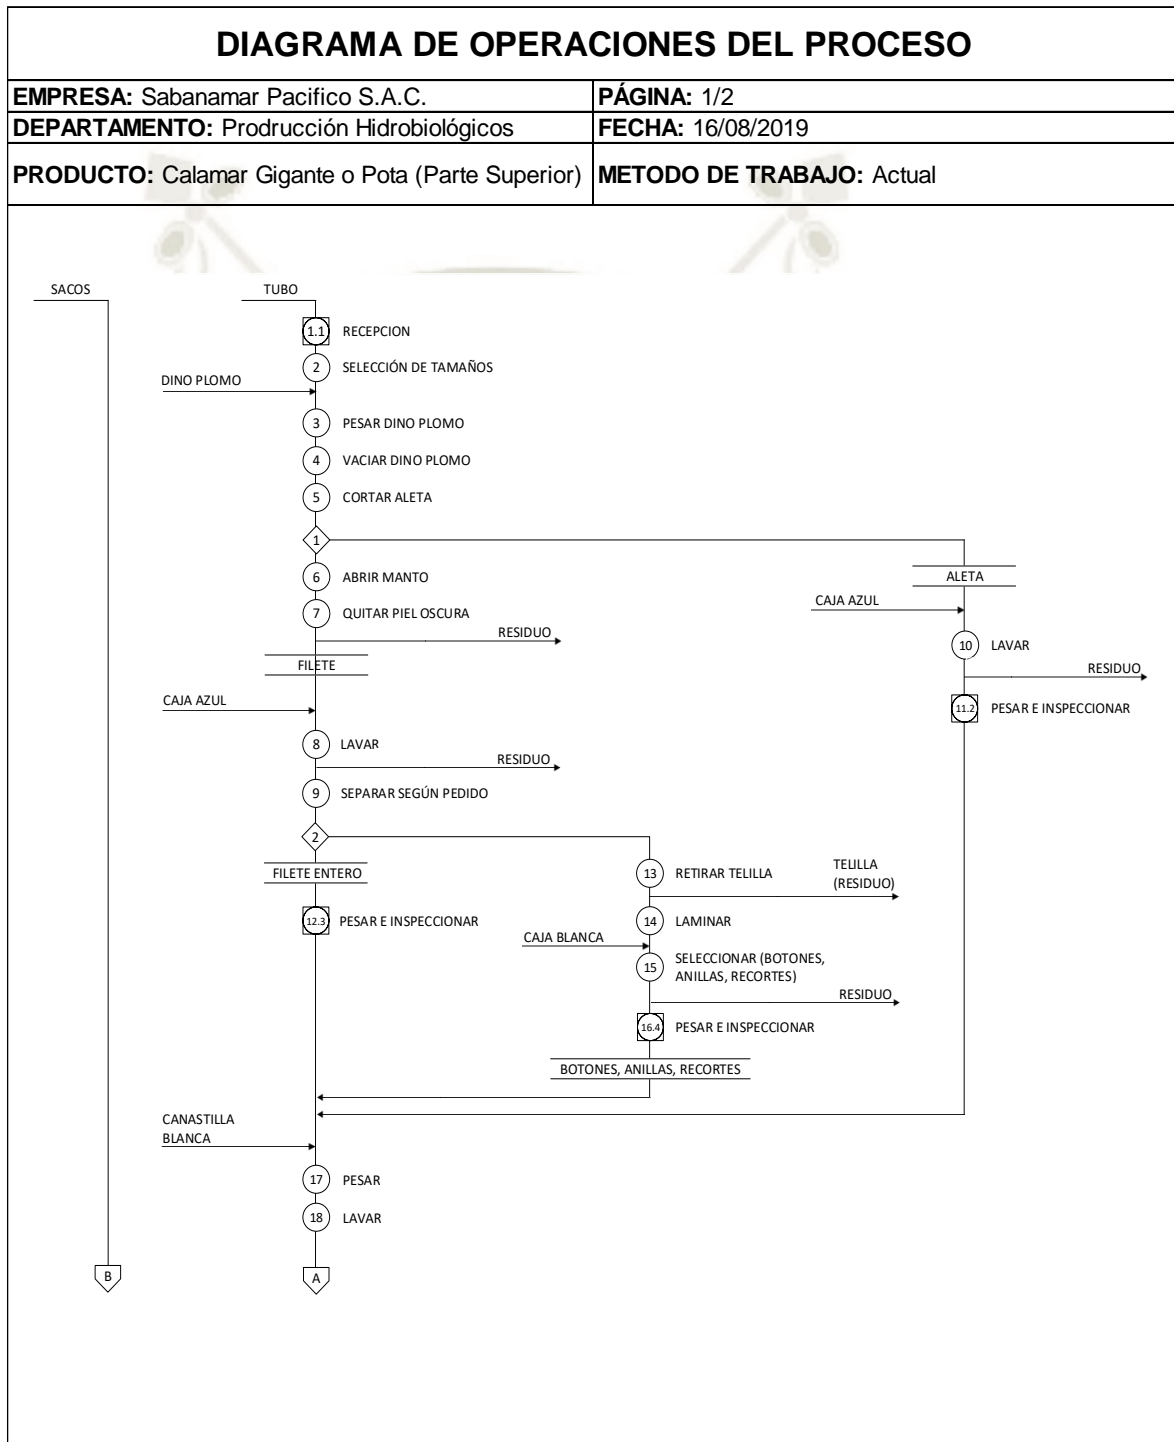 DIAGRAMA DE OPERACIONES DEL PROCESO
EMPRESA: Sabanamar Pacifico S.A.C.
PÁGINA: 1/2
DEPARTAMENTO: Prodrucción Hidrobiológicos
FECHA: 16/08/2019
PRODUCTO: Calamar Gigante o Pota (Parte Superior)
METODO DE TRABAJO: Actual
SACOS
TUBO
1.1 RECEPCION
2 SELECCIÓN DE TAMAÑOS
DINO PLOMO
3 PESAR DINO PLOMO
4 VACIAR DINO PLOMO
5 CORTAR ALETA
1
6 ABRIR MANTO
ALETA
CAJA AZUL
7 QUITAR PIEL OSCURA
RESIDUO
10 LAVAR
FILETE
RESIDUO
CAJA AZUL
11.2 PESAR E INSPECCIONAR
8 LAVAR
RESIDUO
9 SEPARAR SEGÚN PEDIDO
2
FILETE ENTERO
13 RETIRAR TELILLA
TELILLA
(RESIDUO)
12.3 PESAR E INSPECCIONAR
14 LAMINAR
CAJA BLANCA
15 SELECCIONAR (BOTONES,
ANILLAS, RECORTES)
RESIDUO
16.4 PESAR E INSPECCIONAR
BOTONES, ANILLAS, RECORTES
CANASTILLA
BLANCA
17 PESAR
18 LAVAR
B
A